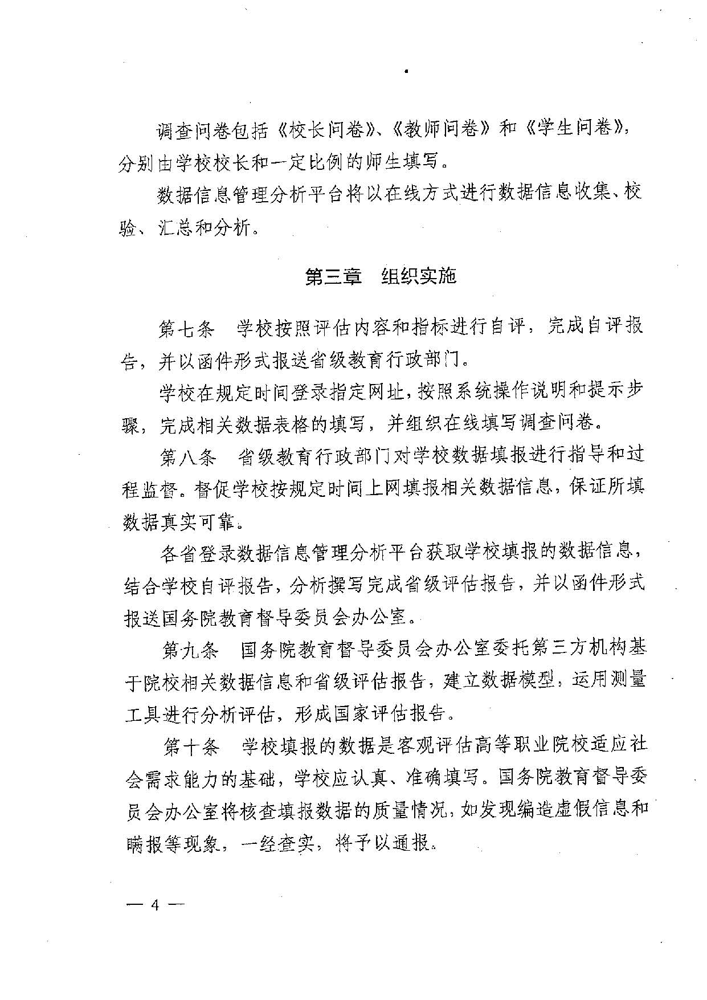 调查问卷包括《校长问卷》、《教师问卷》和《学生问卷》，
分别由学校校长和一定比例的师生填写。
数据信息管理分析平台将以在线方式进行数据信息收集、校
验、汇总和分析。
第三章　组织实施
第七条　学校按照评估内容和指标进行自评，完成自评报
告，并以函件形式报送省级教育行政部门。
学校在规定时间登录指定网址，按照系统操作说明和提示步
骤，完成相关数据表格的填写，并组织在线填写调查问卷。
第八条　省级教育行政部门对学校数据填报进行指导和过
程监督。督促学校按规定时间上网填报相关数据信息，保证所填
数据真实可靠。
各省登录数据信息管理分析平台获取学校填报的数据信息，
结合学校自评报告，分析撰写完成省级评估报告，并以函件形式
报送国务院教育督导委员会办公室。
第九条　国务院教育督导委员会办公室委托第三方机构基
于院校相关数据信息和省级评估报告，建立数据模型，运用测量
工具进行分析评估，形成国家评估报告。
第十条　学校填报的数据是客观评估高等职业院校适应社
会需求能力的基础，学校应认真、准确填写。国务院教育督导委
员会办公室将核查填报数据的质量情况，如发现编造虚假信息和
瞒报等现象，一经查实，将予以通报。
— 4 —